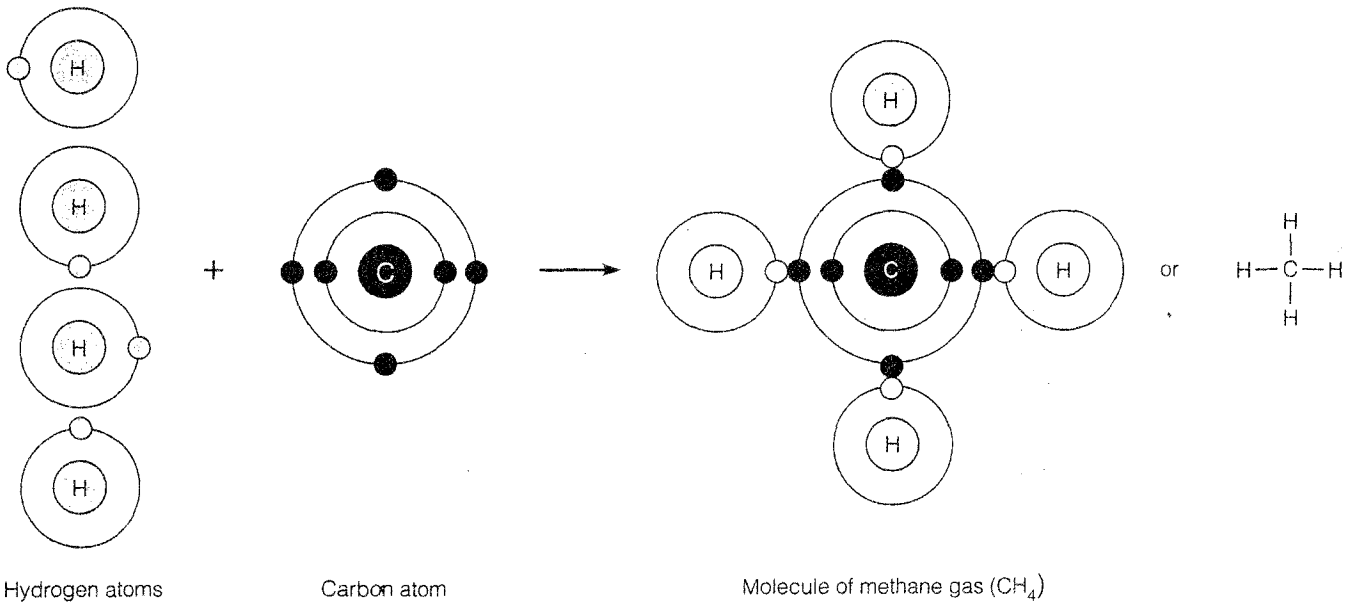 H
H
H
H
+
C
H
H
C
H
H
or
H
H—C—H
H
Hydrogen atoms
Carbon atom
Molecule of methane gas (CH₄)